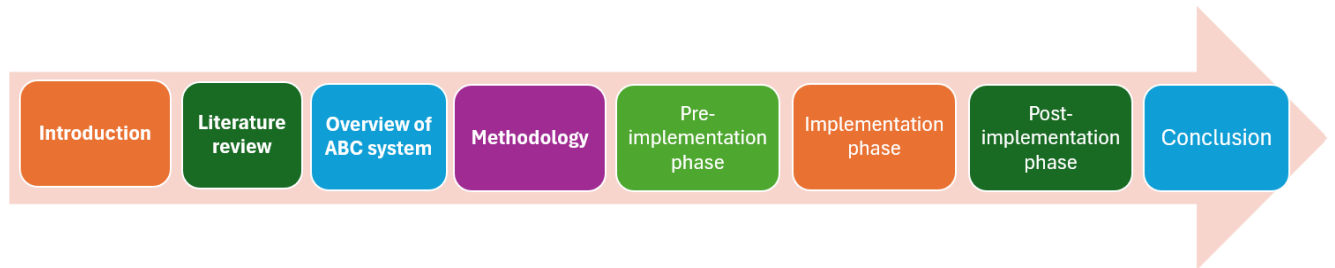 Introduction
Literature
review
Overview of
ABC system
Methodology
Pre-
implementation
phase
Implementation
phase
Post-
implementation
phase
Conclusion